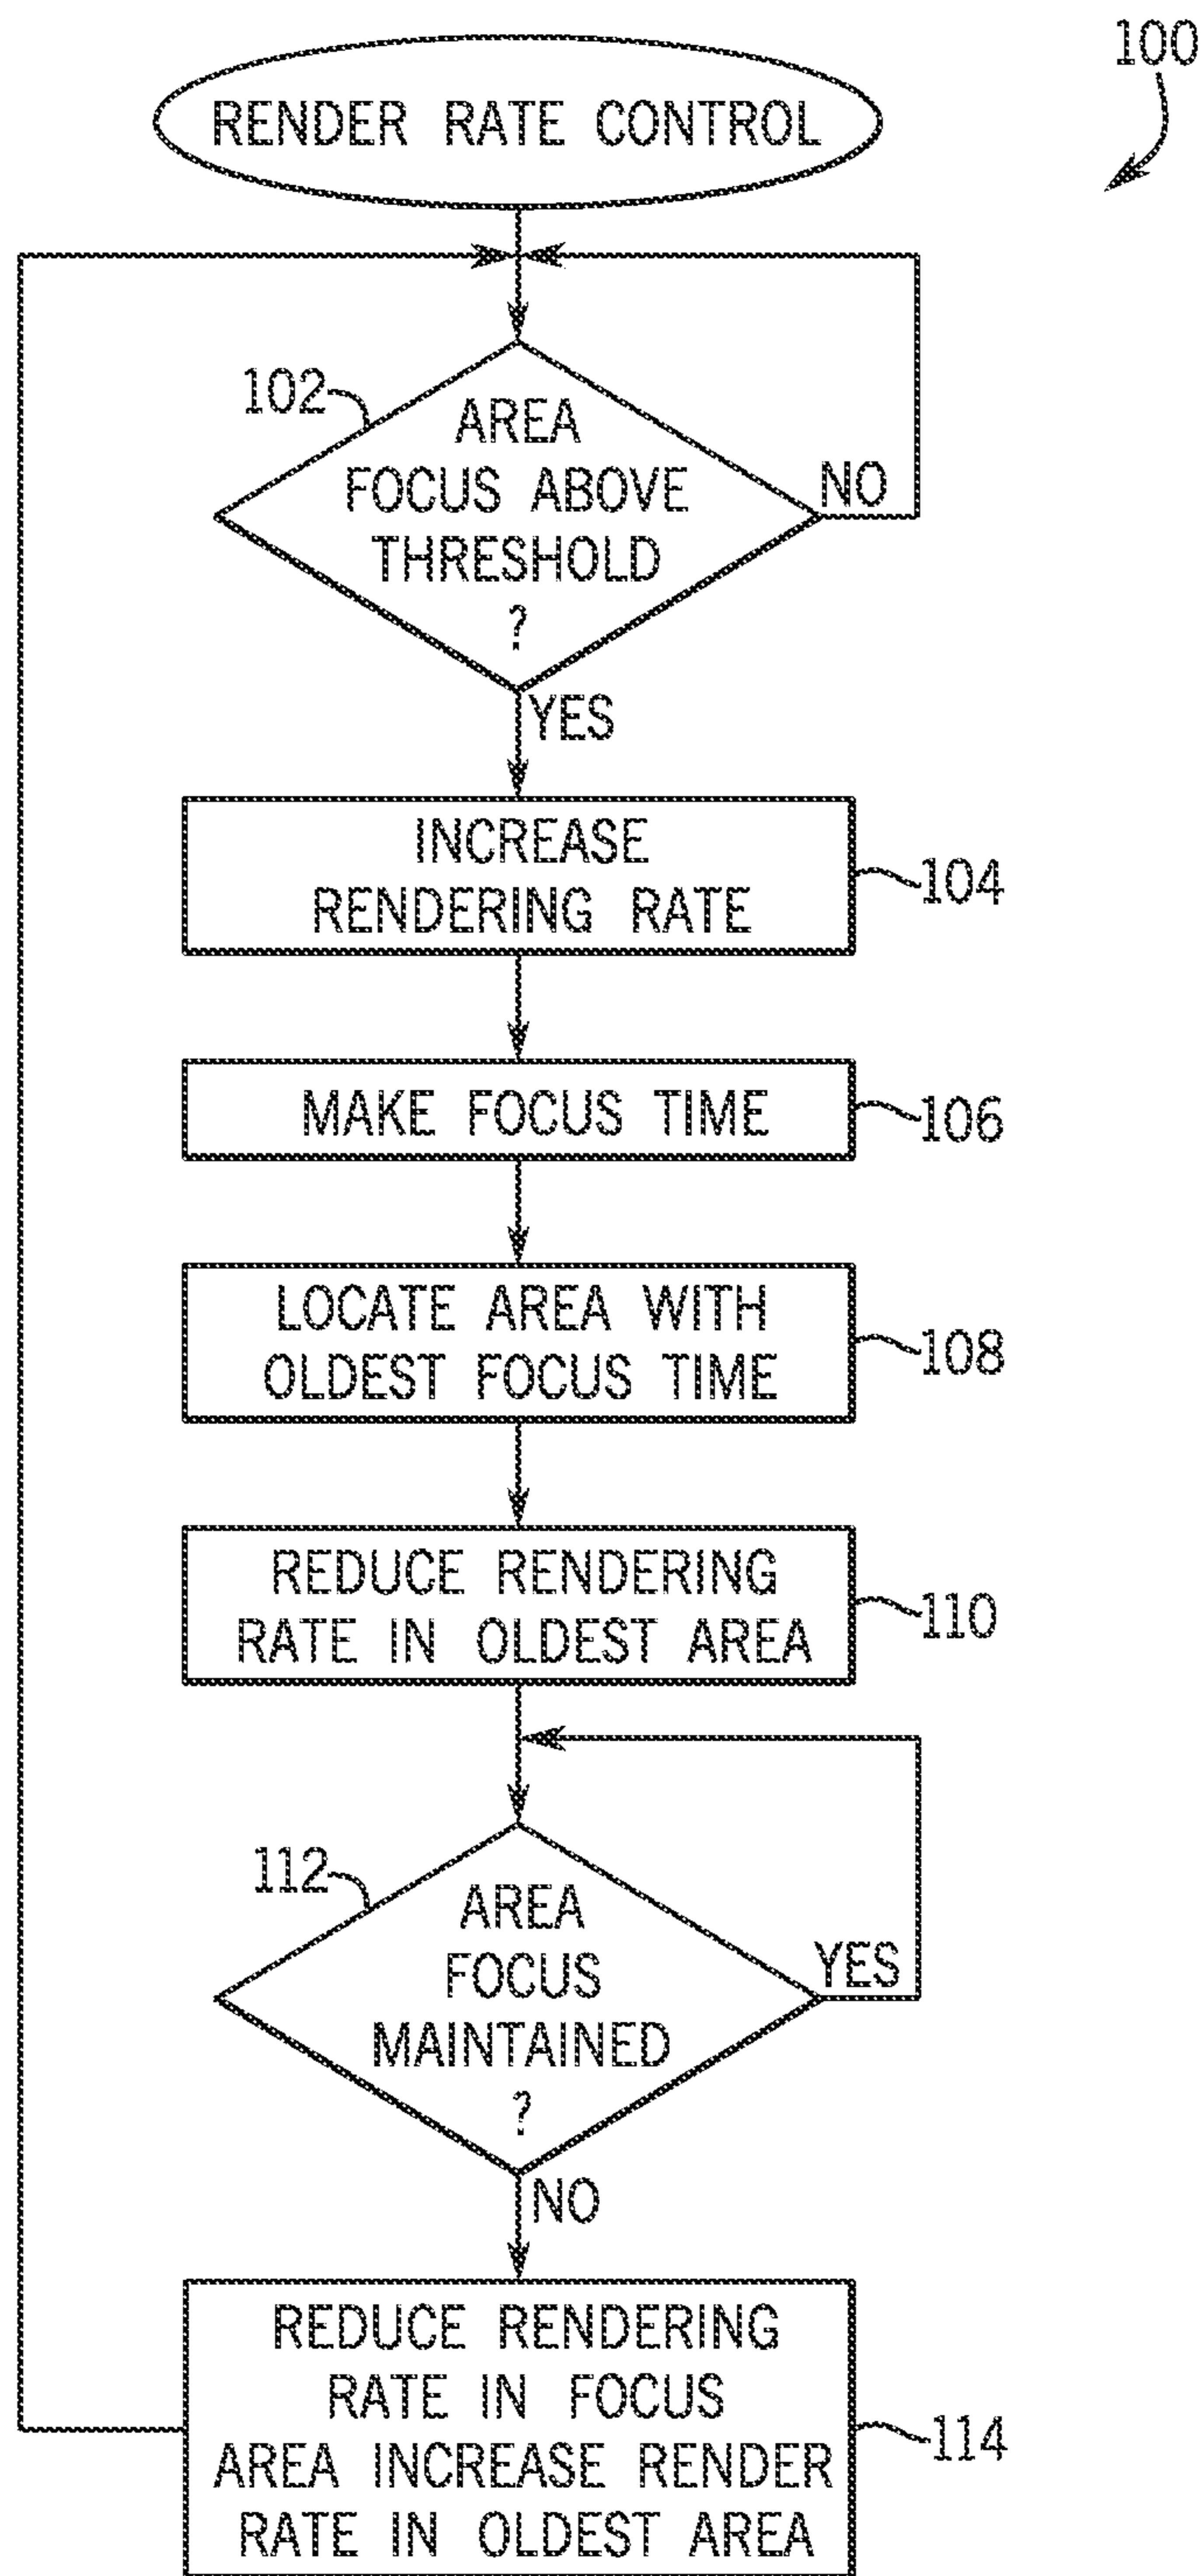 100
RENDER RATE CONTROL
102
AREA
FOCUS ABOVE
THRESHOLD
?
NO
YES
INCREASE
RENDERING RATE
104
MAKE FOCUS TIME
106
LOCATE AREA WITH
OLDEST FOCUS TIME
108
REDUCE RENDERING
RATE IN OLDEST AREA
110
112
AREA
FOCUS
MAINTAINED
?
YES
NO
REDUCE RENDERING
RATE IN FOCUS
AREA INCREASE RENDER
RATE IN OLDEST AREA
114